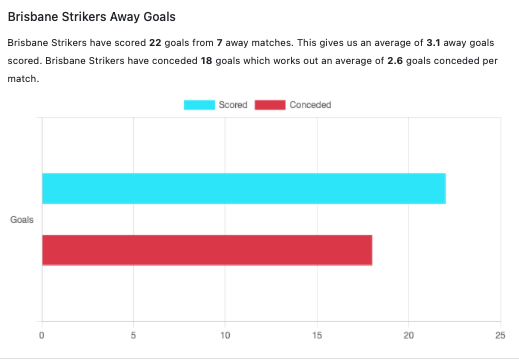 Brisbane Strikers Away Goals
Brisbane Strikers have scored 22 goals from 7 away matches. This gives us an average of 3.1 away goals
scored. Brisbane Strikers have conceded 18 goals which works out an average of 2.6 goals conceded per
match.
Scored Conceded
Goals
0 5 10 15 20 25